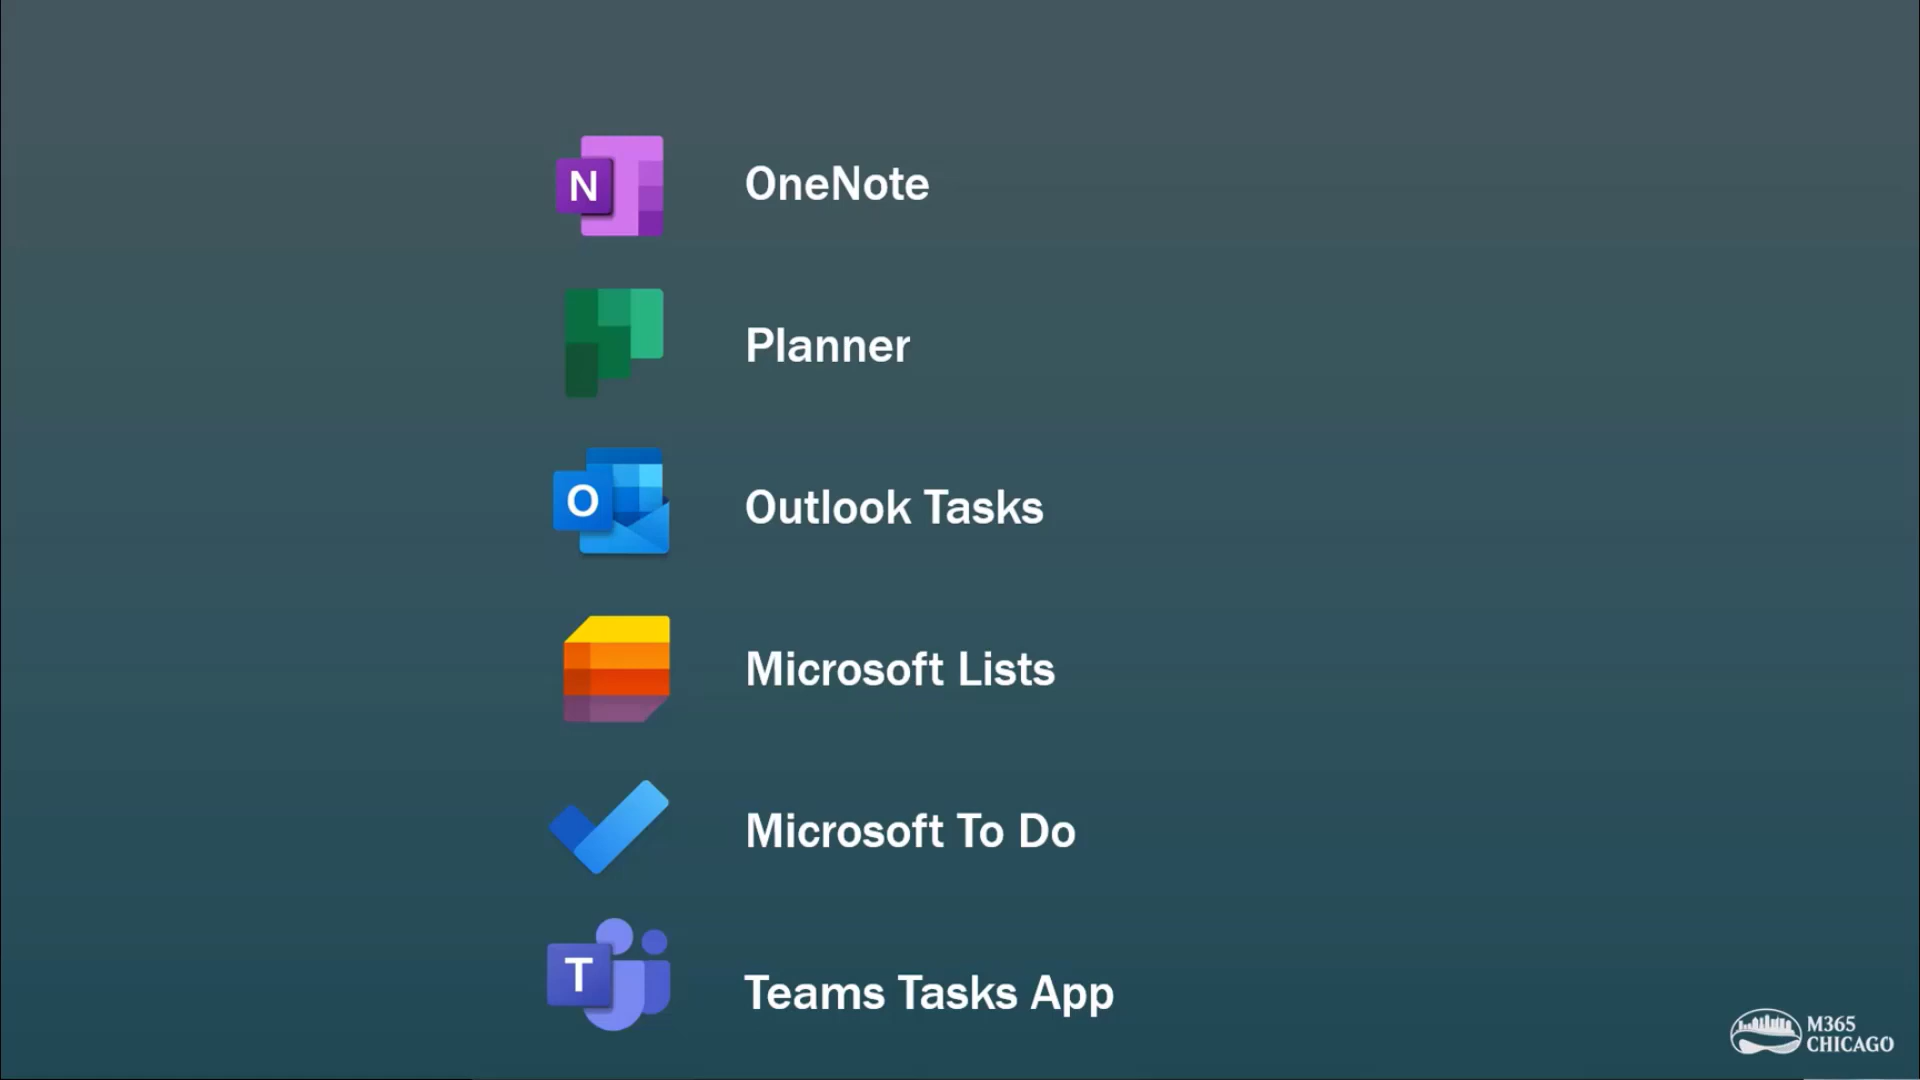 N
OneNote
Planner
O
Outlook Tasks
Microsoft Lists
Microsoft To Do
T
Teams Tasks App
M365
CHICAGO